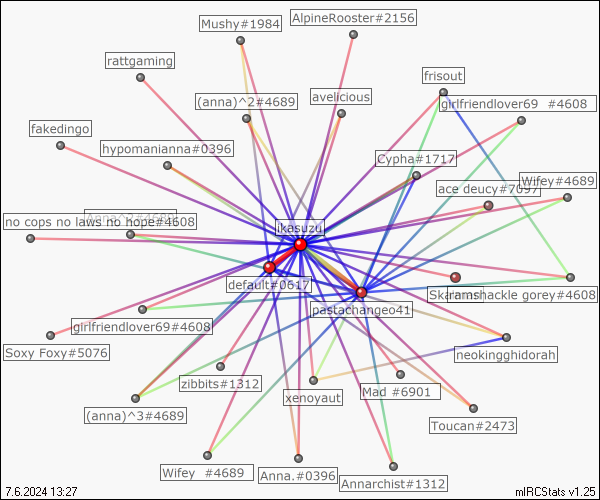 AlpineRooster#2156
Mushy#1984
rattgaming
frisout
(anna)^2#4689
avelicious
girlfriendlover69 #4608
fakedingo
hypomanianna#0396
Cypha#1717
ace deucy#7097
Wifey#4689
no cops no laws no hope#4608
ikasuzu
default#0617
Skaramshackle gorey#4608
pastachangeo41
girlfriendlover69#4608
Soxy Foxy#5076
neokingghidorah
zibbits#1312
xenoyaut
Mad #6901
(anna)^3#4689
Toucan#2473
Wifey #4689
Anna.#0396
Annarchist#1312
7.6.2024 13:27
mIRCStats v1.25